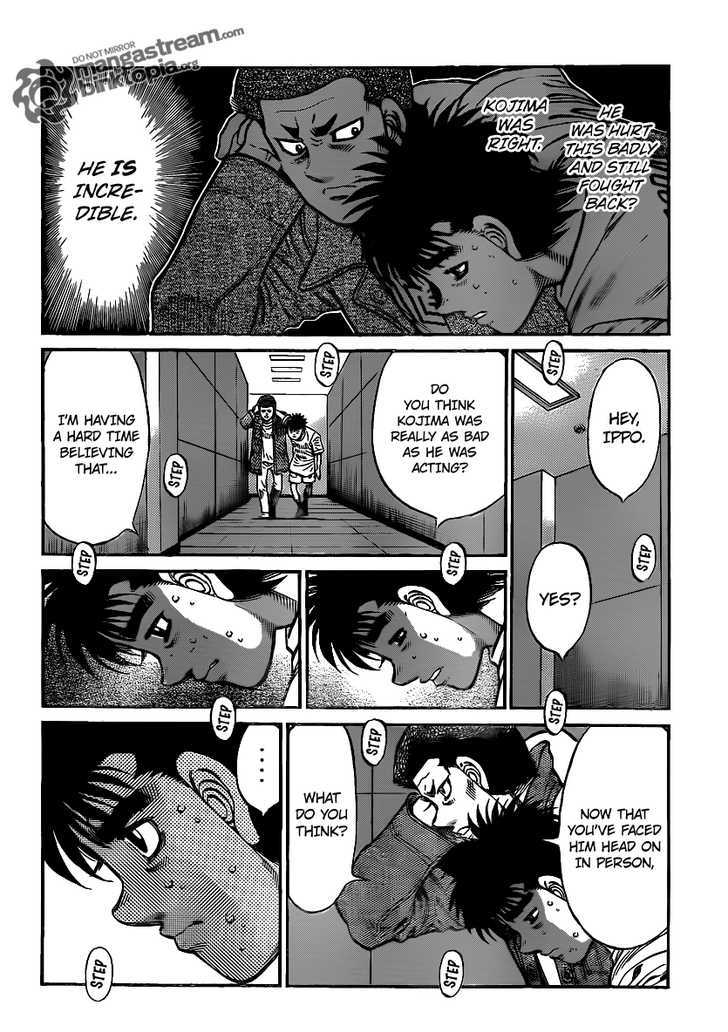 DO NOT MIRROR
mangastream.com
binktopia.org
HE
WAS HURT
THIS BADLY
AND STILL
FOUGHT
BACK?
KOJIMA
WAS
RIGHT.
HE IS
INCRE-
DIBLE.
STEP
HEY,
IPPO.
STEP
YES?
STEP
DO
YOU THINK
KOJIMA WAS
REALLY AS BAD
AS HE WAS
ACTING?
STEP
I'M HAVING
A HARD TIME
BELIEVING
THAT...
STEP
STEP
STEP
STEP
STEP
NOW THAT
YOU'VE FACED
HIM HEAD ON
IN PERSON,
WHAT
DO YOU
THINK?
STEP
....
STEP